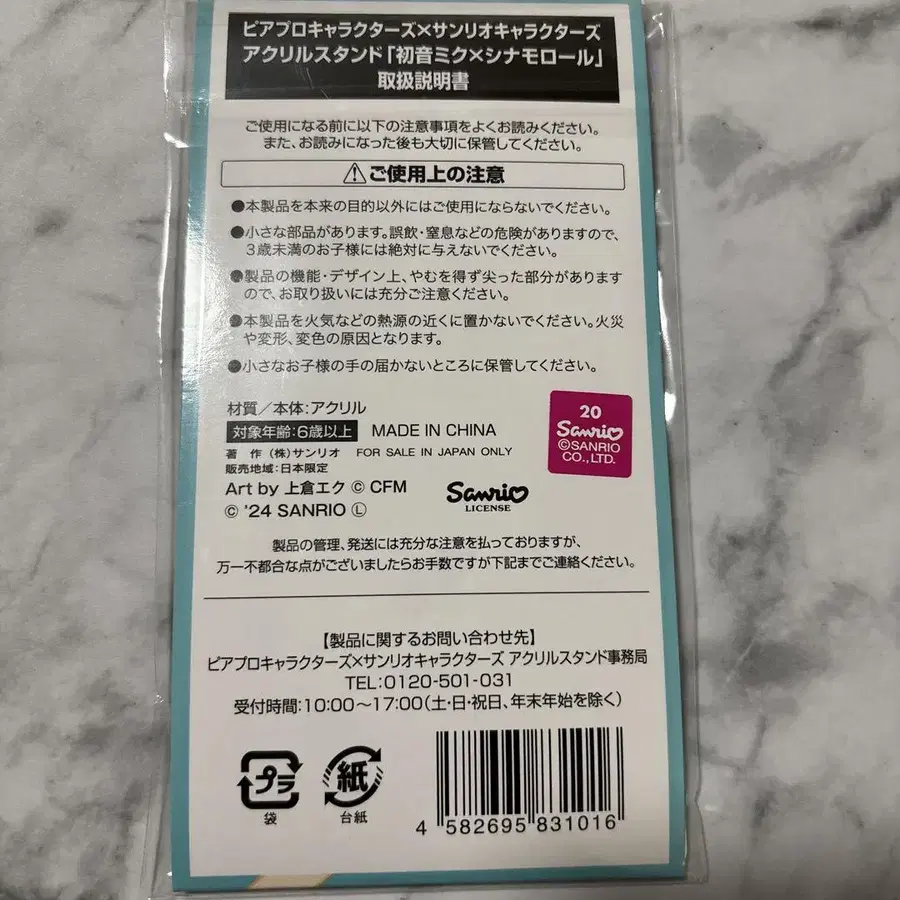 ピアプロキャラクターズ×サンリオキャラクターズ
アクリルスタンド「初音ミク×シナモロール」
取扱説明書
ご使用になる前に以下の注意事項をよくお読みください。
また、お読みになった後も大切に保管してください。
⚠ご使用上の注意
●本製品を本来の目的以外にはご使用にならないでください。
●小さな部品があります。誤飲・窒息などの危険がありますので、
3歳未満のお子様には絶対に与えないでください。
●製品の機能・デザイン上、やむを得ず尖った部分があります
ので、お取り扱いには充分ご注意ください。
●本製品を火気などの熱源の近くに置かないでください。火災
や変形、変色の原因となります。
●小さなお子様の手の届かないところに保管してください。
材質／本体：アクリル
対象年齢：6歳以上 MADE IN CHINA
著 作 （株）サンリオ FOR SALE IN JAPAN ONLY
販売地域：日本限定
Art by 上倉エク © CFM
© '24 SANRIO Ⓛ
Sanrio
LICENSE
20
Sanrio
©SANRIO
CO.,LTD.
製品の管理、発送には充分な注意を払っておりますが、
万一不都合な点がございましたらお手数ですが下記までご連絡ください。
【製品に関するお問い合わせ先】
ピアプロキャラクターズ×サンリオキャラクターズ アクリルスタンド事務局
TEL:0120-501-031
受付時間：10:00～17:00（土・日・祝日、年末年始を除く）
プラ
袋
紙
台紙
4 582695 831016